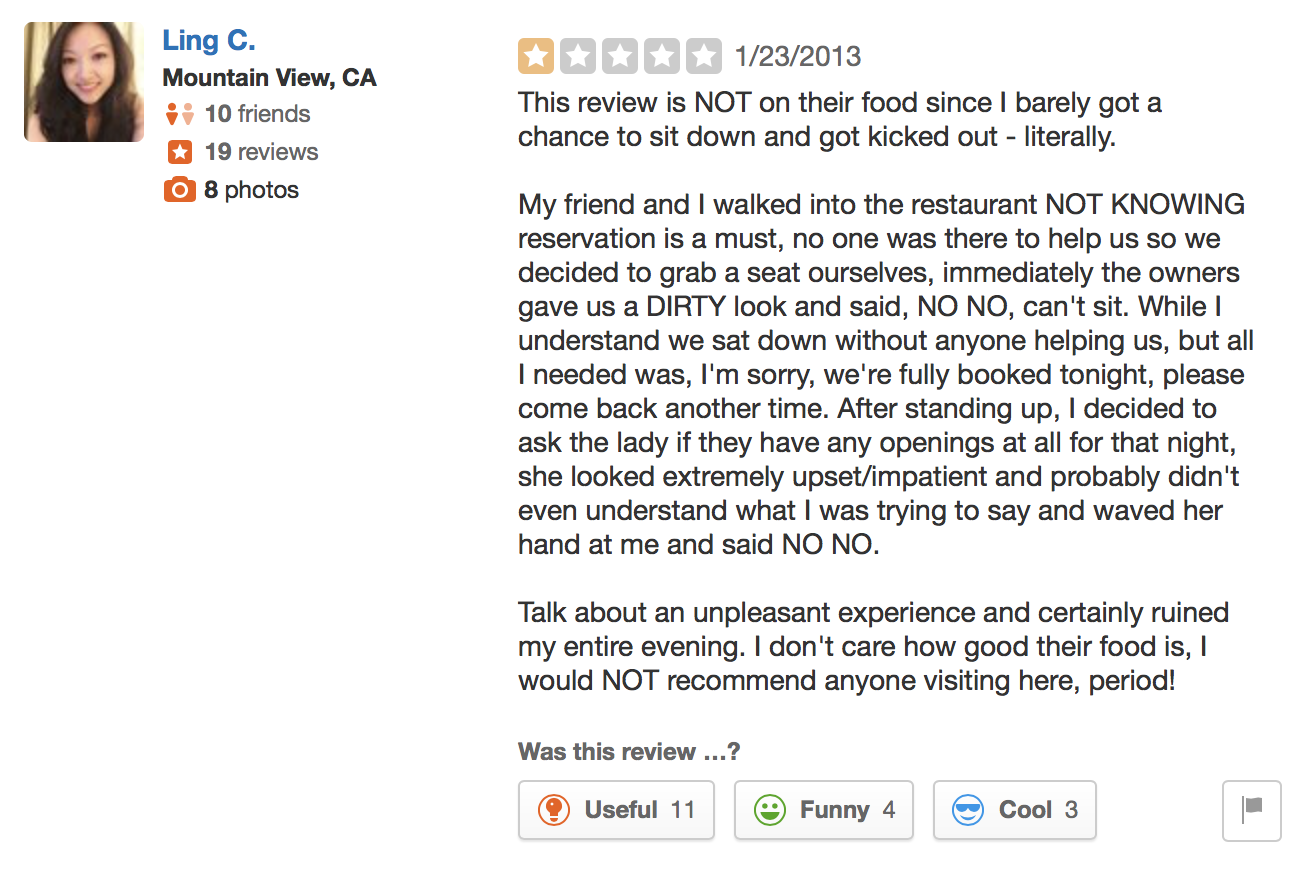 Ling C.
Mountain View, CA
10 friends
19 reviews
8 photos
1/23/2013
This review is NOT on their food since I barely got a
chance to sit down and got kicked out - literally.
My friend and I walked into the restaurant NOT KNOWING
reservation is a must, no one was there to help us so we
decided to grab a seat ourselves, immediately the owners
gave us a DIRTY look and said, NO NO, can't sit. While I
understand we sat down without anyone helping us, but all
I needed was, I'm sorry, we're fully booked tonight, please
come back another time. After standing up, I decided to
ask the lady if they have any openings at all for that night,
she looked extremely upset/impatient and probably didn't
even understand what I was trying to say and waved her
hand at me and said NO NO.
Talk about an unpleasant experience and certainly ruined
my entire evening. I don't care how good their food is, I
would NOT recommend anyone visiting here, period!
Was this review ...?
Useful 11 Funny 4 Cool 3